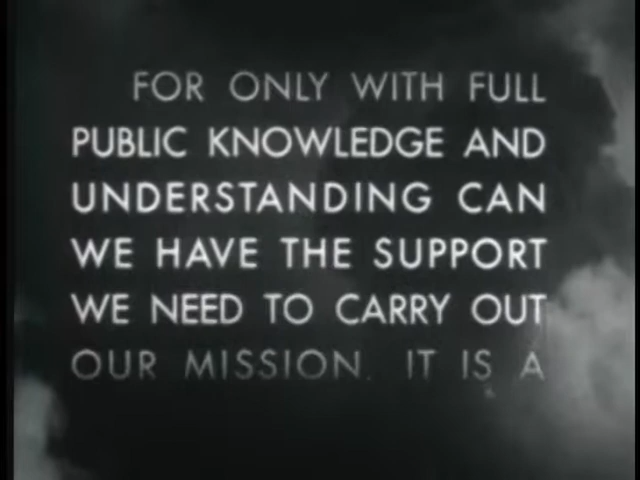 FOR ONLY WITH FULL
PUBLIC KNOWLEDGE AND
UNDERSTANDING CAN
WE HAVE THE SUPPORT
WE NEED TO CARRY OUT
OUR MISSION. IT IS A